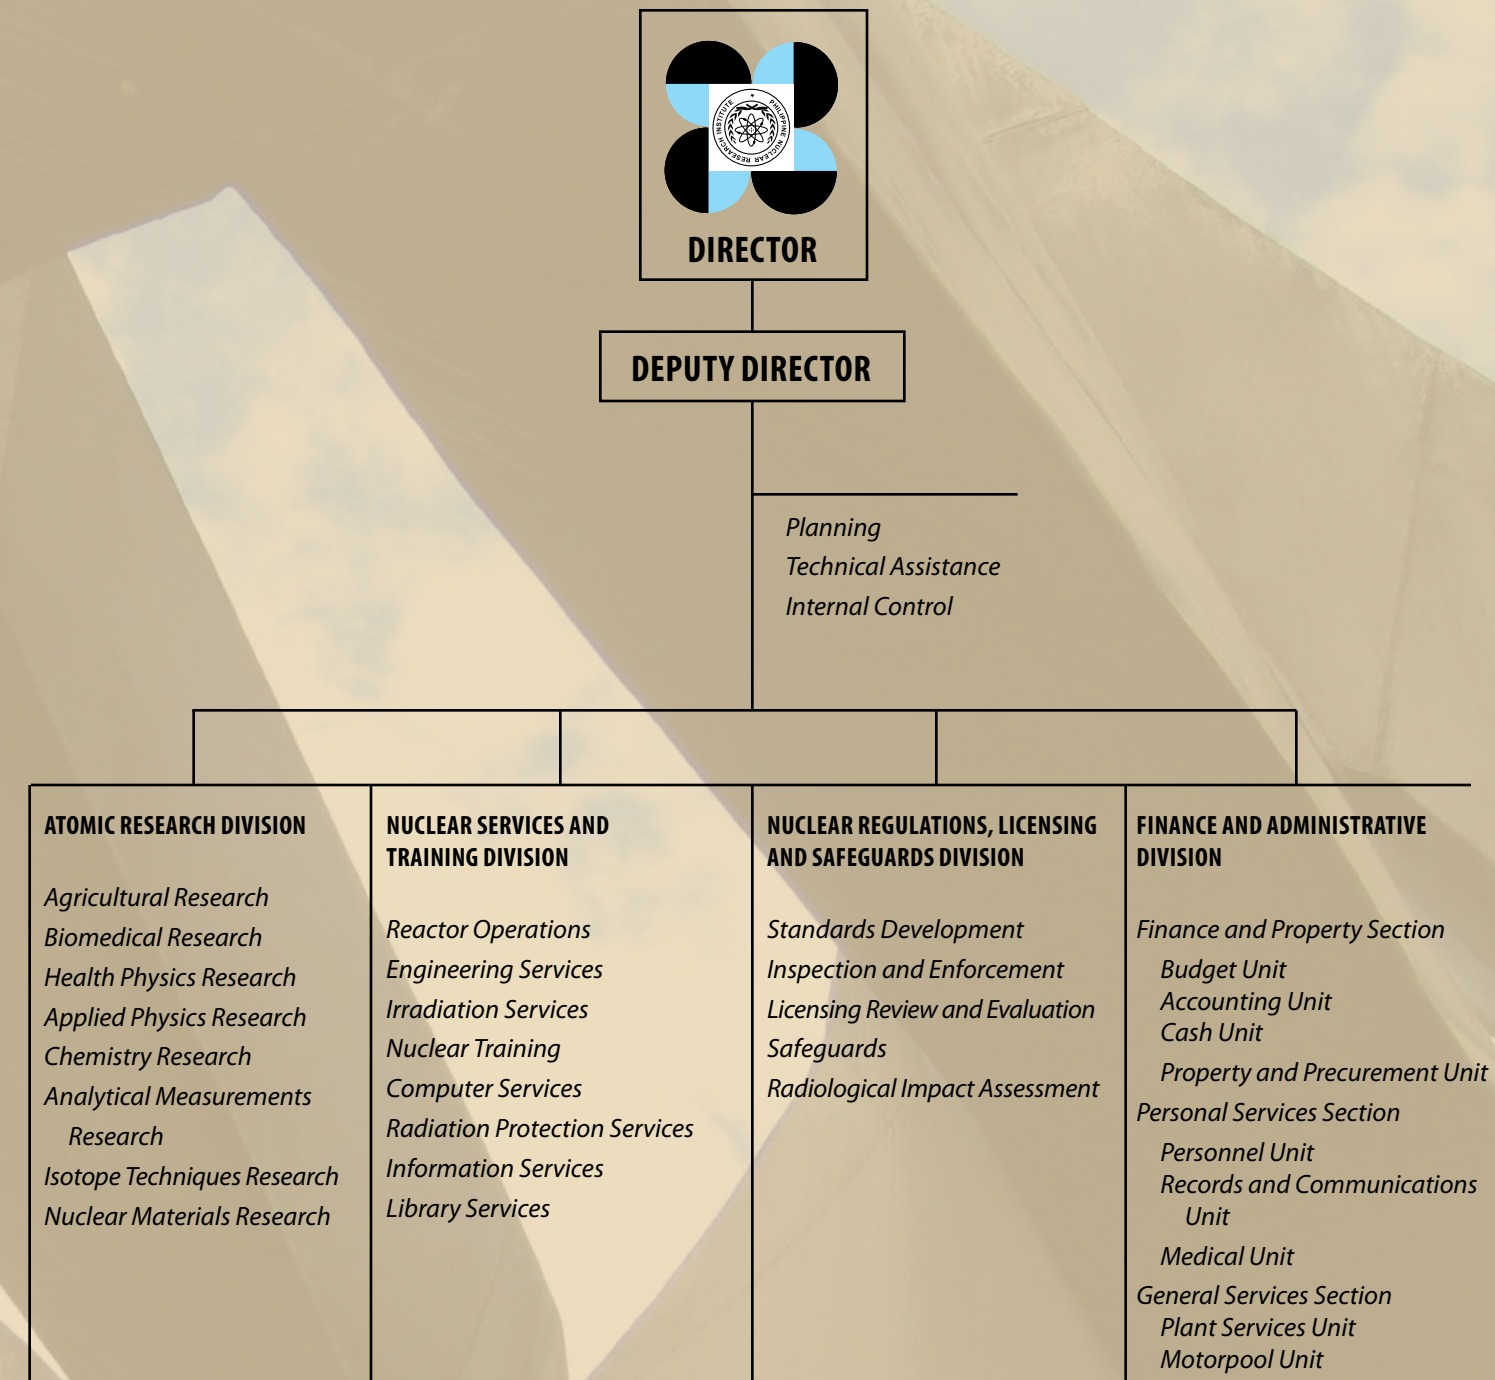 PHILIPPINE NUCLEAR RESEARCH INSTITUTE
DIRECTOR
DEPUTY DIRECTOR
Planning
Technical Assistance
Internal Control
ATOMIC RESEARCH DIVISION
Agricultural Research
Biomedical Research
Health Physics Research
Applied Physics Research
Chemistry Research
Analytical Measurements
Research
Isotope Techniques Research
Nuclear Materials Research
NUCLEAR SERVICES AND
TRAINING DIVISION
Reactor Operations
Engineering Services
Irradiation Services
Nuclear Training
Computer Services
Radiation Protection Services
Information Services
Library Services
NUCLEAR REGULATIONS, LICENSING
AND SAFEGUARDS DIVISION
Standards Development
Inspection and Enforcement
Licensing Review and Evaluation
Safeguards
Radiological Impact Assessment
FINANCE AND ADMINISTRATIVE
DIVISION
Finance and Property Section
Budget Unit
Accounting Unit
Cash Unit
Property and Precurement Unit
Personal Services Section
Personnel Unit
Records and Communications
Unit
Medical Unit
General Services Section
Plant Services Unit
Motorpool Unit